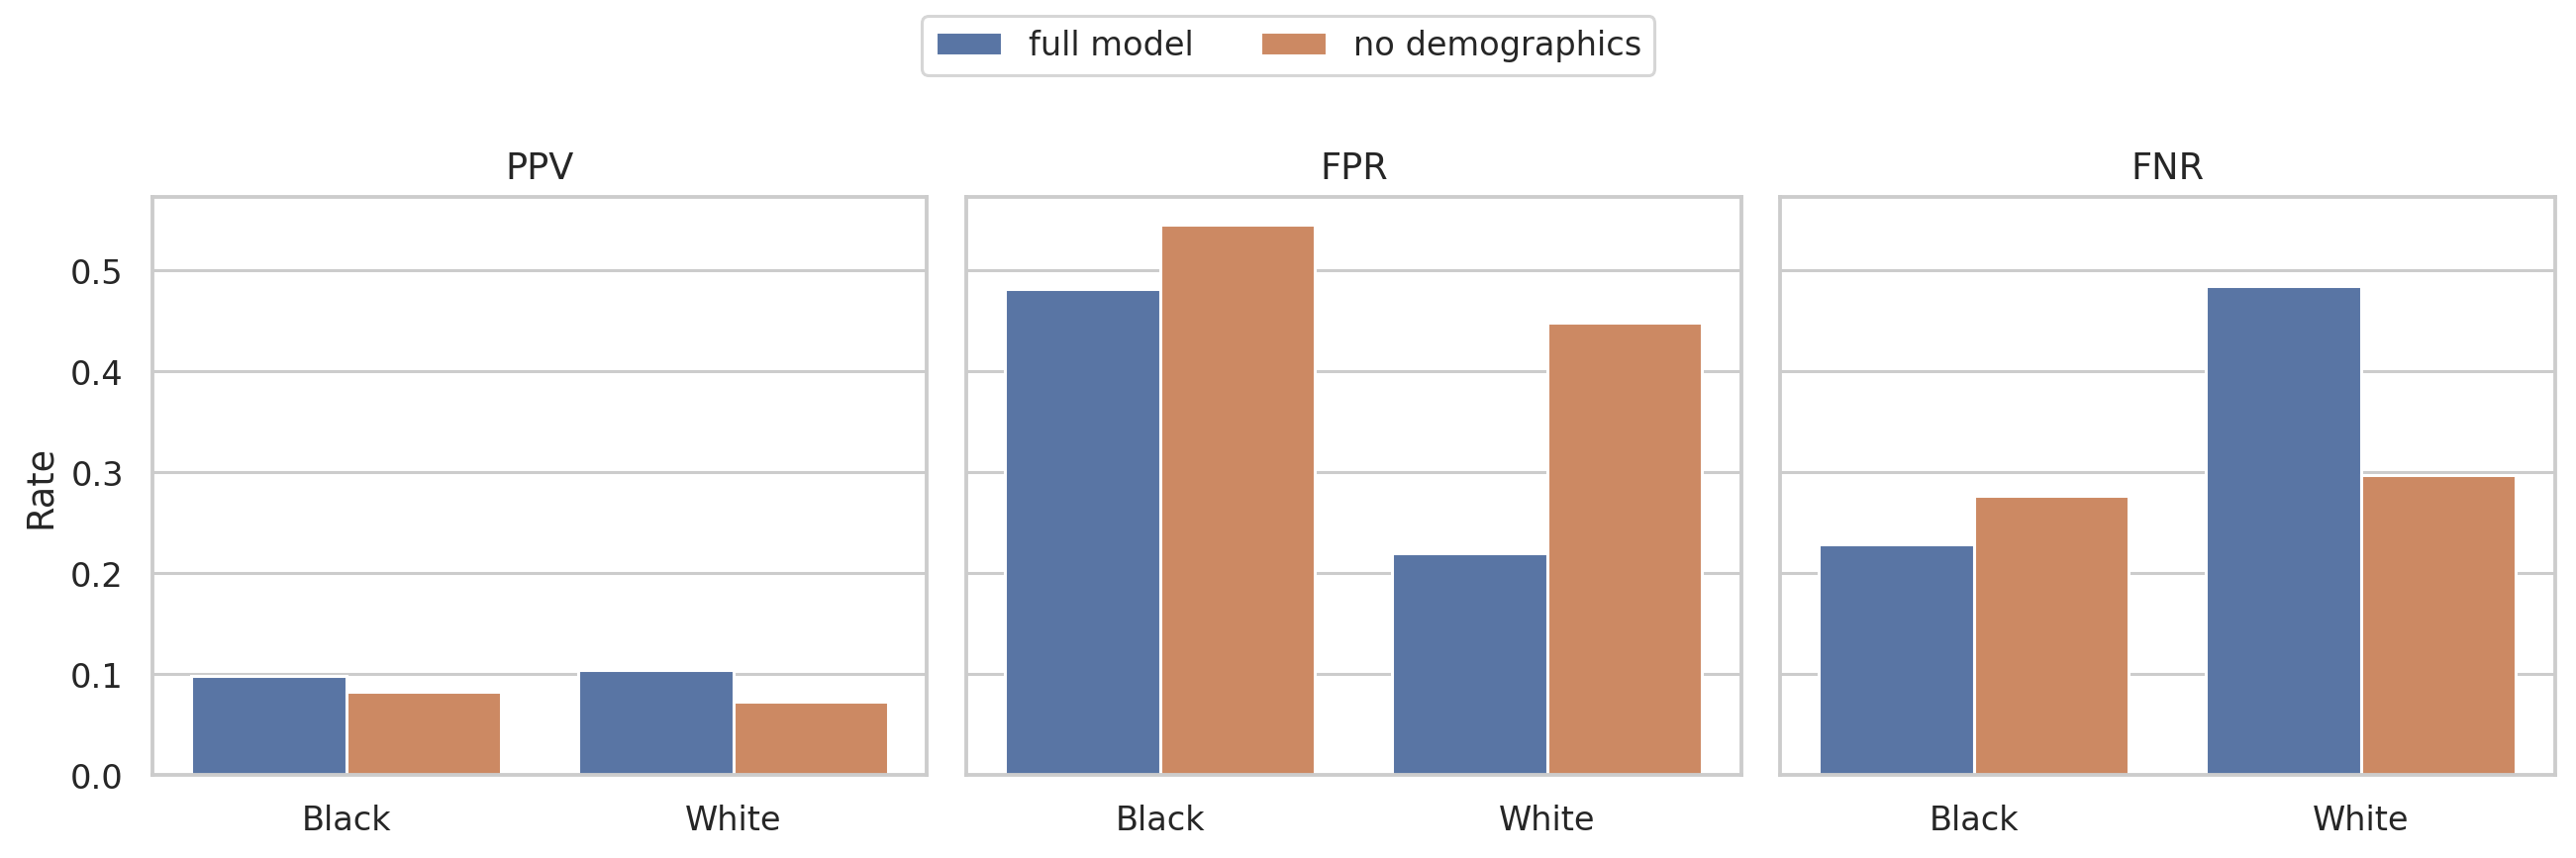 full model
no demographics
PPV
FPR
FNR
Rate
0.5
0.4
0.3
0.2
0.1
0.0
Black
White
Black
White
Black
White